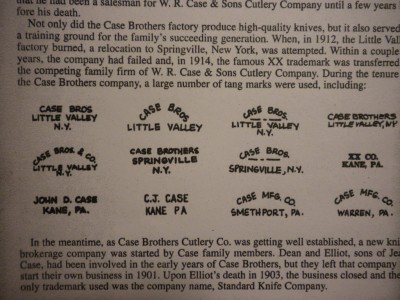 that he had been a salesman for W. R. Case & Sons Cutlery Company until a few years
fore his death.
Not only did the Case Brothers factory produce high-quality knives, but it also served
a training ground for the family's succeeding generation. When, in 1912, the Little Val
factory burned, a relocation to Springville, New York, was attempted. Within a couple
years, the company had failed and, in 1914, the famous XX trademark was transferred
the competing family firm of W. R. Case & Sons Cutlery Company. During the tenure
the Case Brothers company, a large number of tang marks were used, including:
CASE BROS
LITTLE VALLEY
N.Y.
CASE BROS.
LITTLE VALLEY
CASE BROS.
LITTLE VALLEY
N.Y.
CASE BROTHERS
LITTLE VALLEY, NY
CASE BROS. & CO.
LITTLE VALLEY
N.Y.
CASE BROTHERS
SPRINGVILLE
N.Y.
CASE BROS.
SPRINGVILLE, N.Y.
XX CO.
KANE, PA.
JOHN D. CASE
KANE, PA.
C.J. CASE
KANE PA
CASE MFG. CO.
SMETHPORT, PA.
CASE MFG. CO.
WARREN, PA.
In the meantime, as Case Brothers Cutlery Co. was getting well established, a new kni
brokerage company was started by Case family members. Dean and Elliot, sons of Je
Case, had been involved in the early years of Case Brothers, but they left that company
start their own business in 1901. Upon Elliot's death in 1903, the business closed and the
only trademark used was the company name, Standard Knife Company.